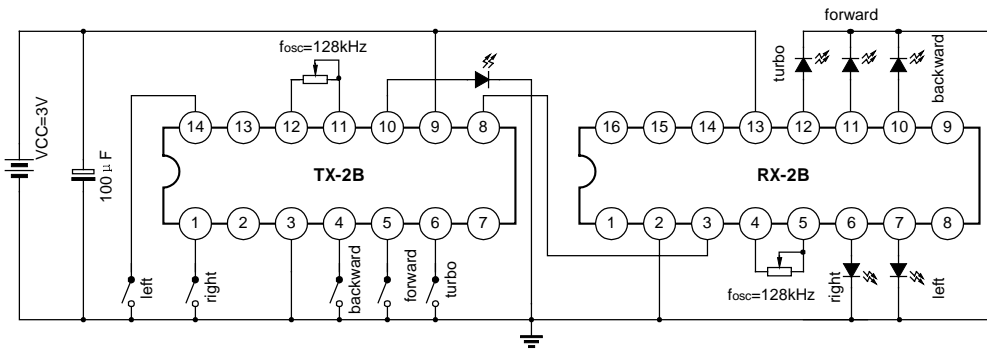 forward
fosc=128kHz
turbo
backward
VCC=3V
100 μ F
14 13 12 11 10 9 8
TX-2B
1 2 3 4 5 6 7
16 15 14 13 12 11 10 9
RX-2B
1 2 3 4 5 6 7 8
left
right
backward
forward
turbo
fosc=128kHz
right
left